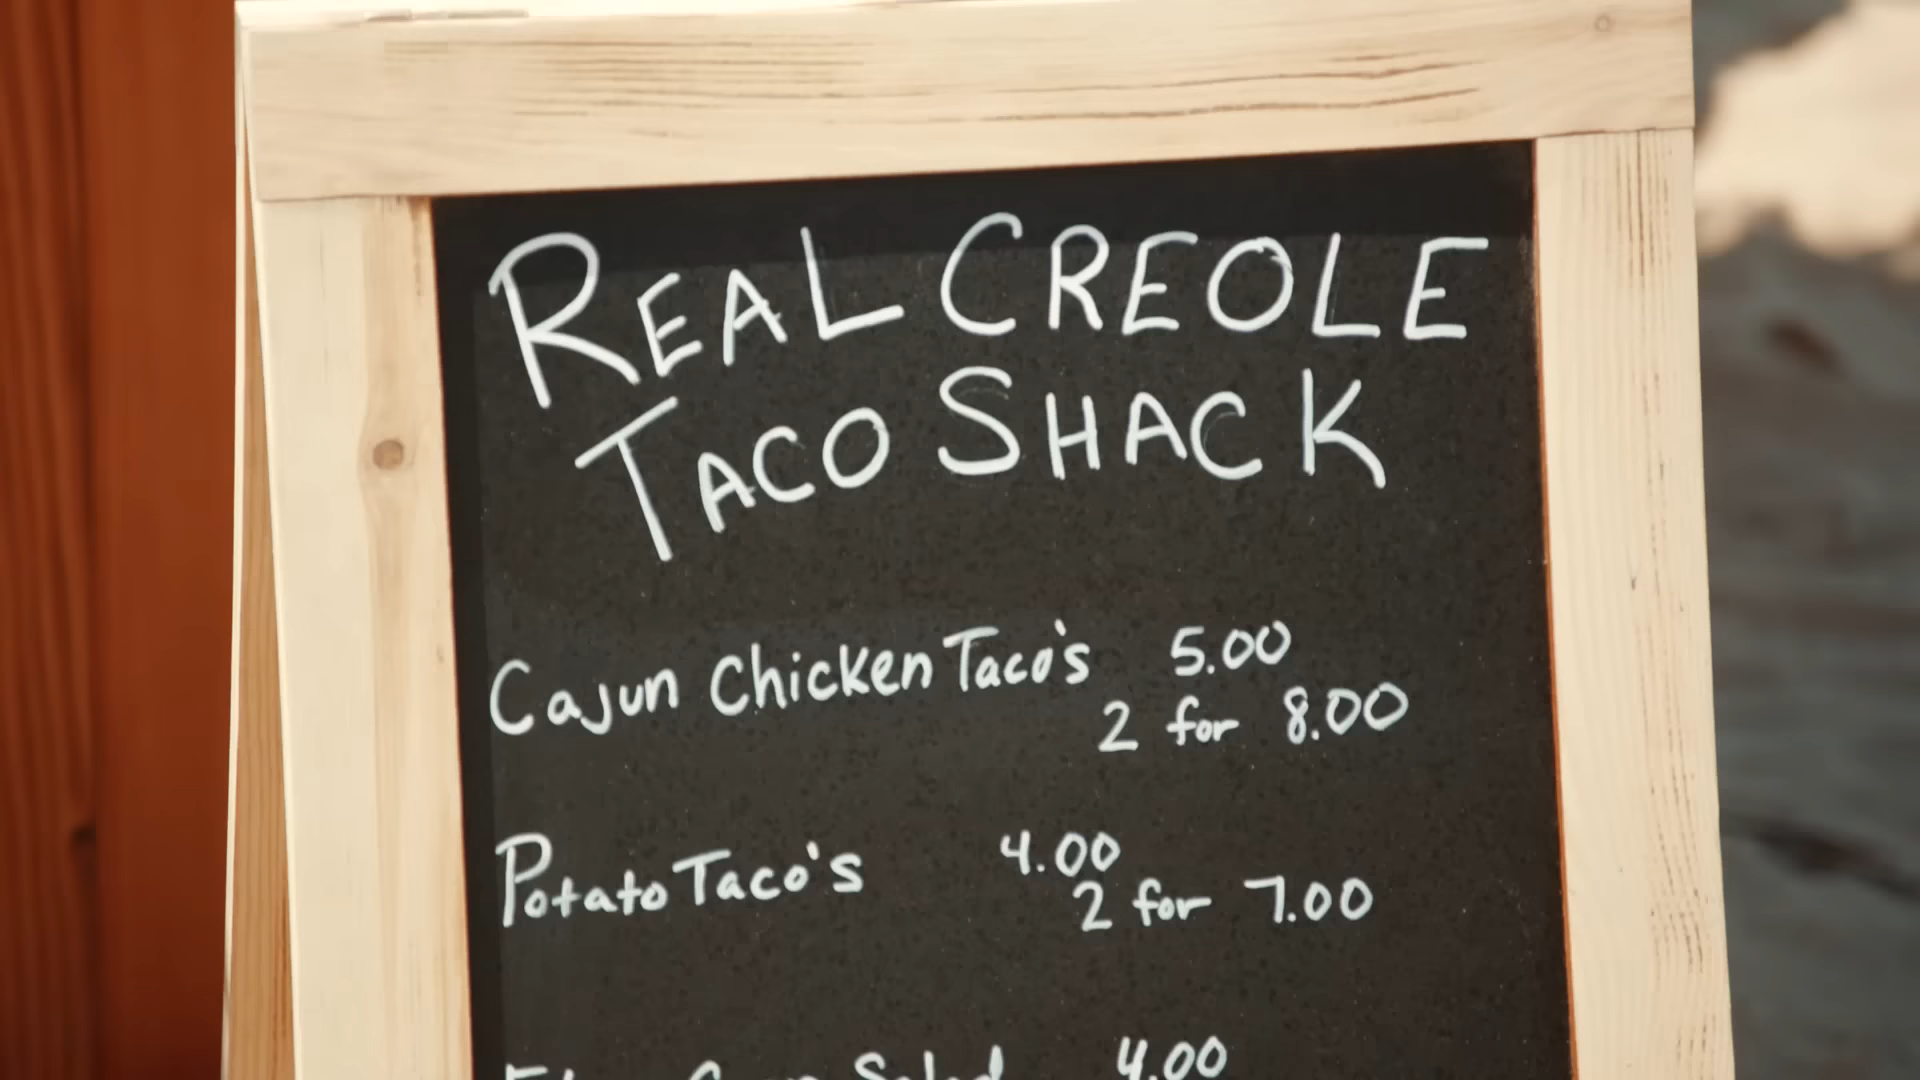 REAL CREOLE
TACO SHACK
Cajun Chicken Taco's 5.00
2 for 8.00
Potato Taco's 4.00
2 for 7.00
Salad 4.00